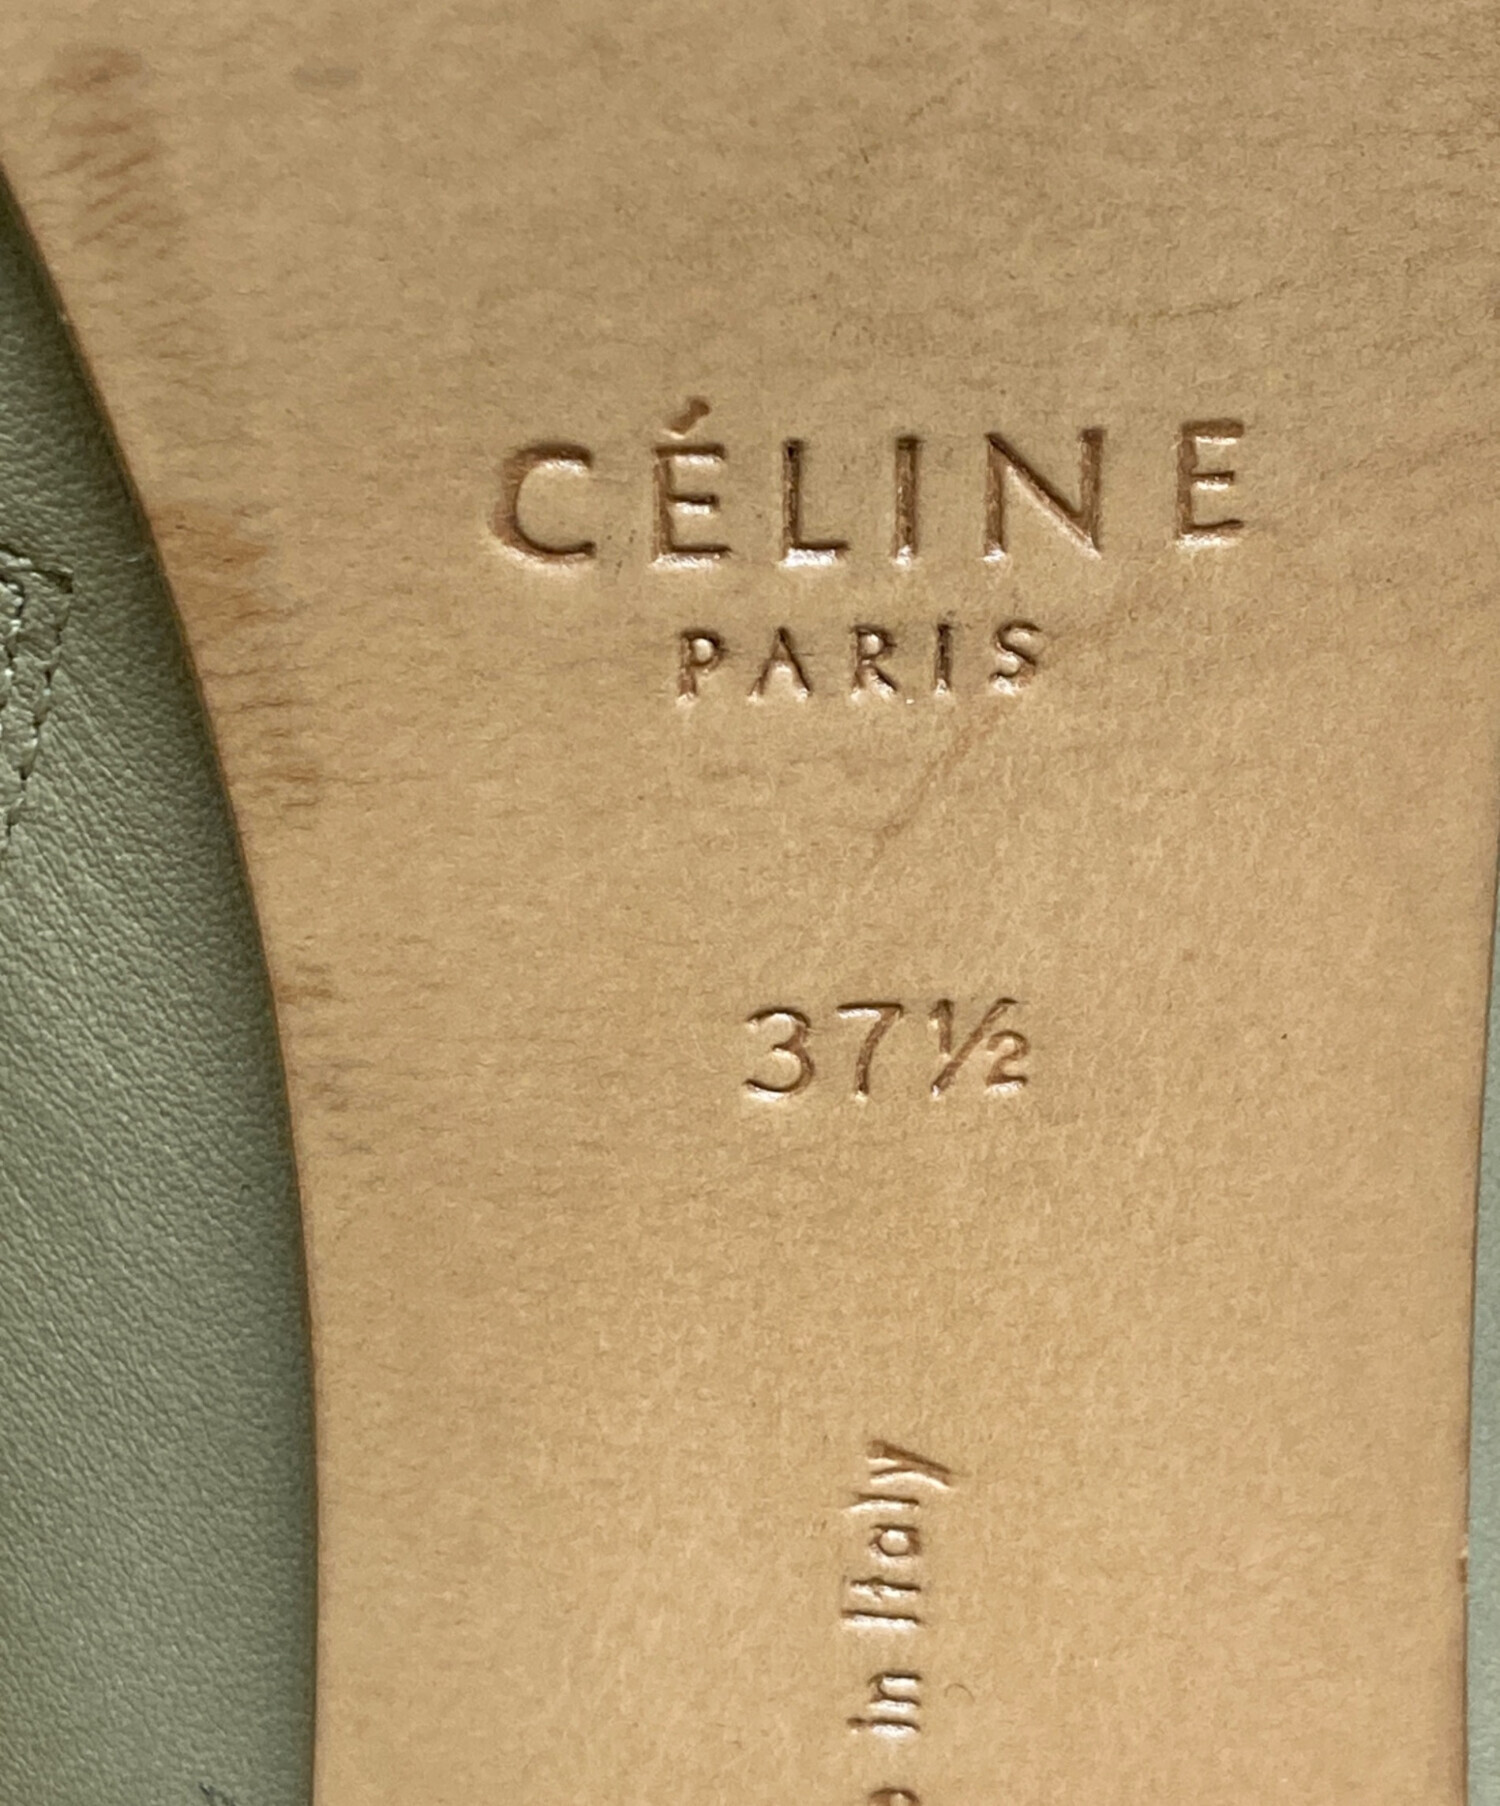 CÉLINE
PARIS
37½
in Italy